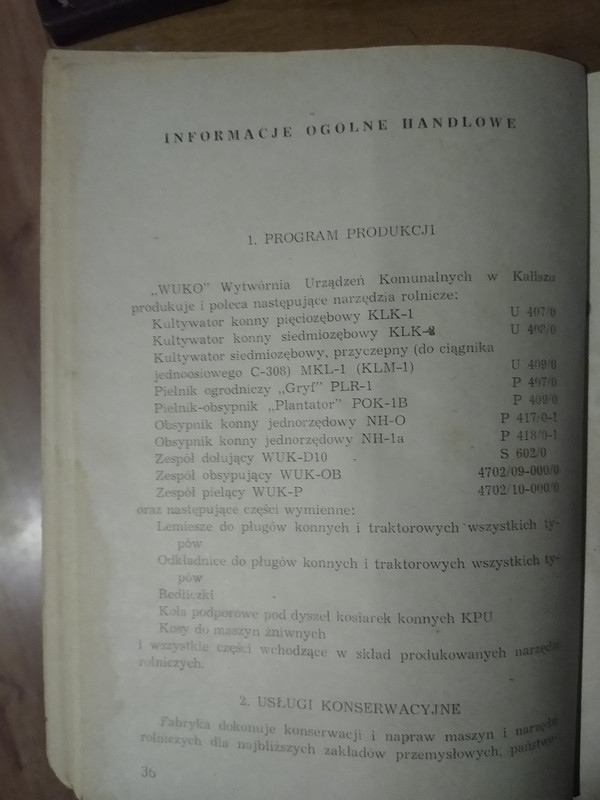 INFORMACJE OGÓLNE HANDLOWE
1. PROGRAM PRODUKCJI
„WUKO" Wytwórnia Urządzeń Komunalnych w Kaliszu
produkuje i poleca następujące narzędzia rolnicze:
Kultywator konny pięciozębowy KLK-1 U 407/0
Kultywator konny siedmiozębowy KLK-2 U 408/0
Kultywator siedmiozębowy, przyczepny (do ciągnika
jednoosiowego C-308) MKL-1 (KLM-1) U 409/0
Pielnik ogrodniczy „Gryf" PLR-1 P 407/0
Pielnik-obsypnik „Plantator" POK-1B P 409/0
Obsypnik konny jednorzędowy NH-O P 417/0-1
Obsypnik konny jednorzędowy NH-1a P 418/0-1
Zespół dołujący WUK-D10 S 602/0
Zespół obsypujący WUK-OB 4702/09-000/0
Zespół pielący WUK-P 4702/10-000/0
oraz następujące części wymienne:
Lemiesze do pługów konnych i traktorowych wszystkich ty-
pów
Odkładnice do pługów konnych i traktorowych wszystkich ty-
pów
Redliczki
Koła podporowe pod dyszel kosiarek konnych KPU
Kosy do maszyn żniwnych
i wszystkie części wchodzące w skład produkowanych narzędzi
rolniczych.
2. USŁUGI KONSERWACYJNE
Fabryka dokonuje konserwacji i napraw maszyn i narzędzi
rolniczych dla najbliższych zakładów przemysłowych, państwo-
36